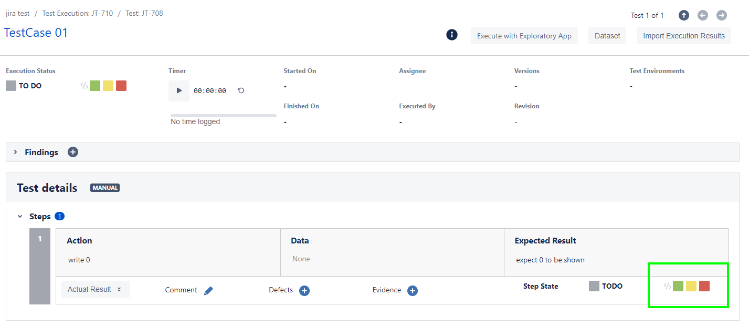 jira test / Test Execution: JT-710 / Test: JT-708
Test 1 of 1
TestCase 01
Execute with Exploratory App
Dataset
Import Execution Results
Execution Status
Timer
Started On
Assignee
Versions
Test Environments
TO DO
00:00:00
-
-
-
-
Finished On
Executed By
Revision
No time logged
-
-
-
Findings
Test details MANUAL
Steps 1
1
Action
Data
Expected Result
write 0
None
expect 0 to be shown
Actual Result
Comment
Defects
Evidence
Step State
TODO